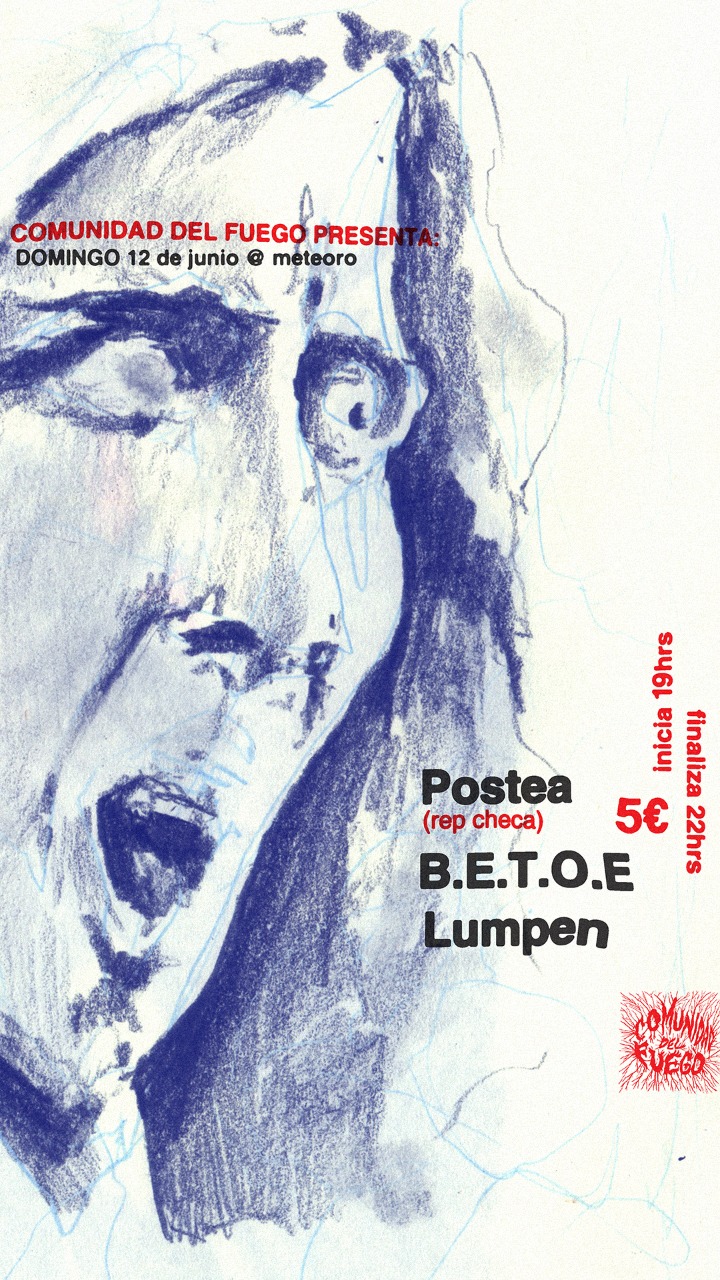 COMUNIDAD DEL FUEGO PRESENTA:
DOMINGO 12 de junio @ meteoro
Postea
(rep checa)
B.E.T.O.E
Lumpen
5€
inicia 19hrs
finaliza 22hrs
COMUNIDAD
DEL
FUEGO